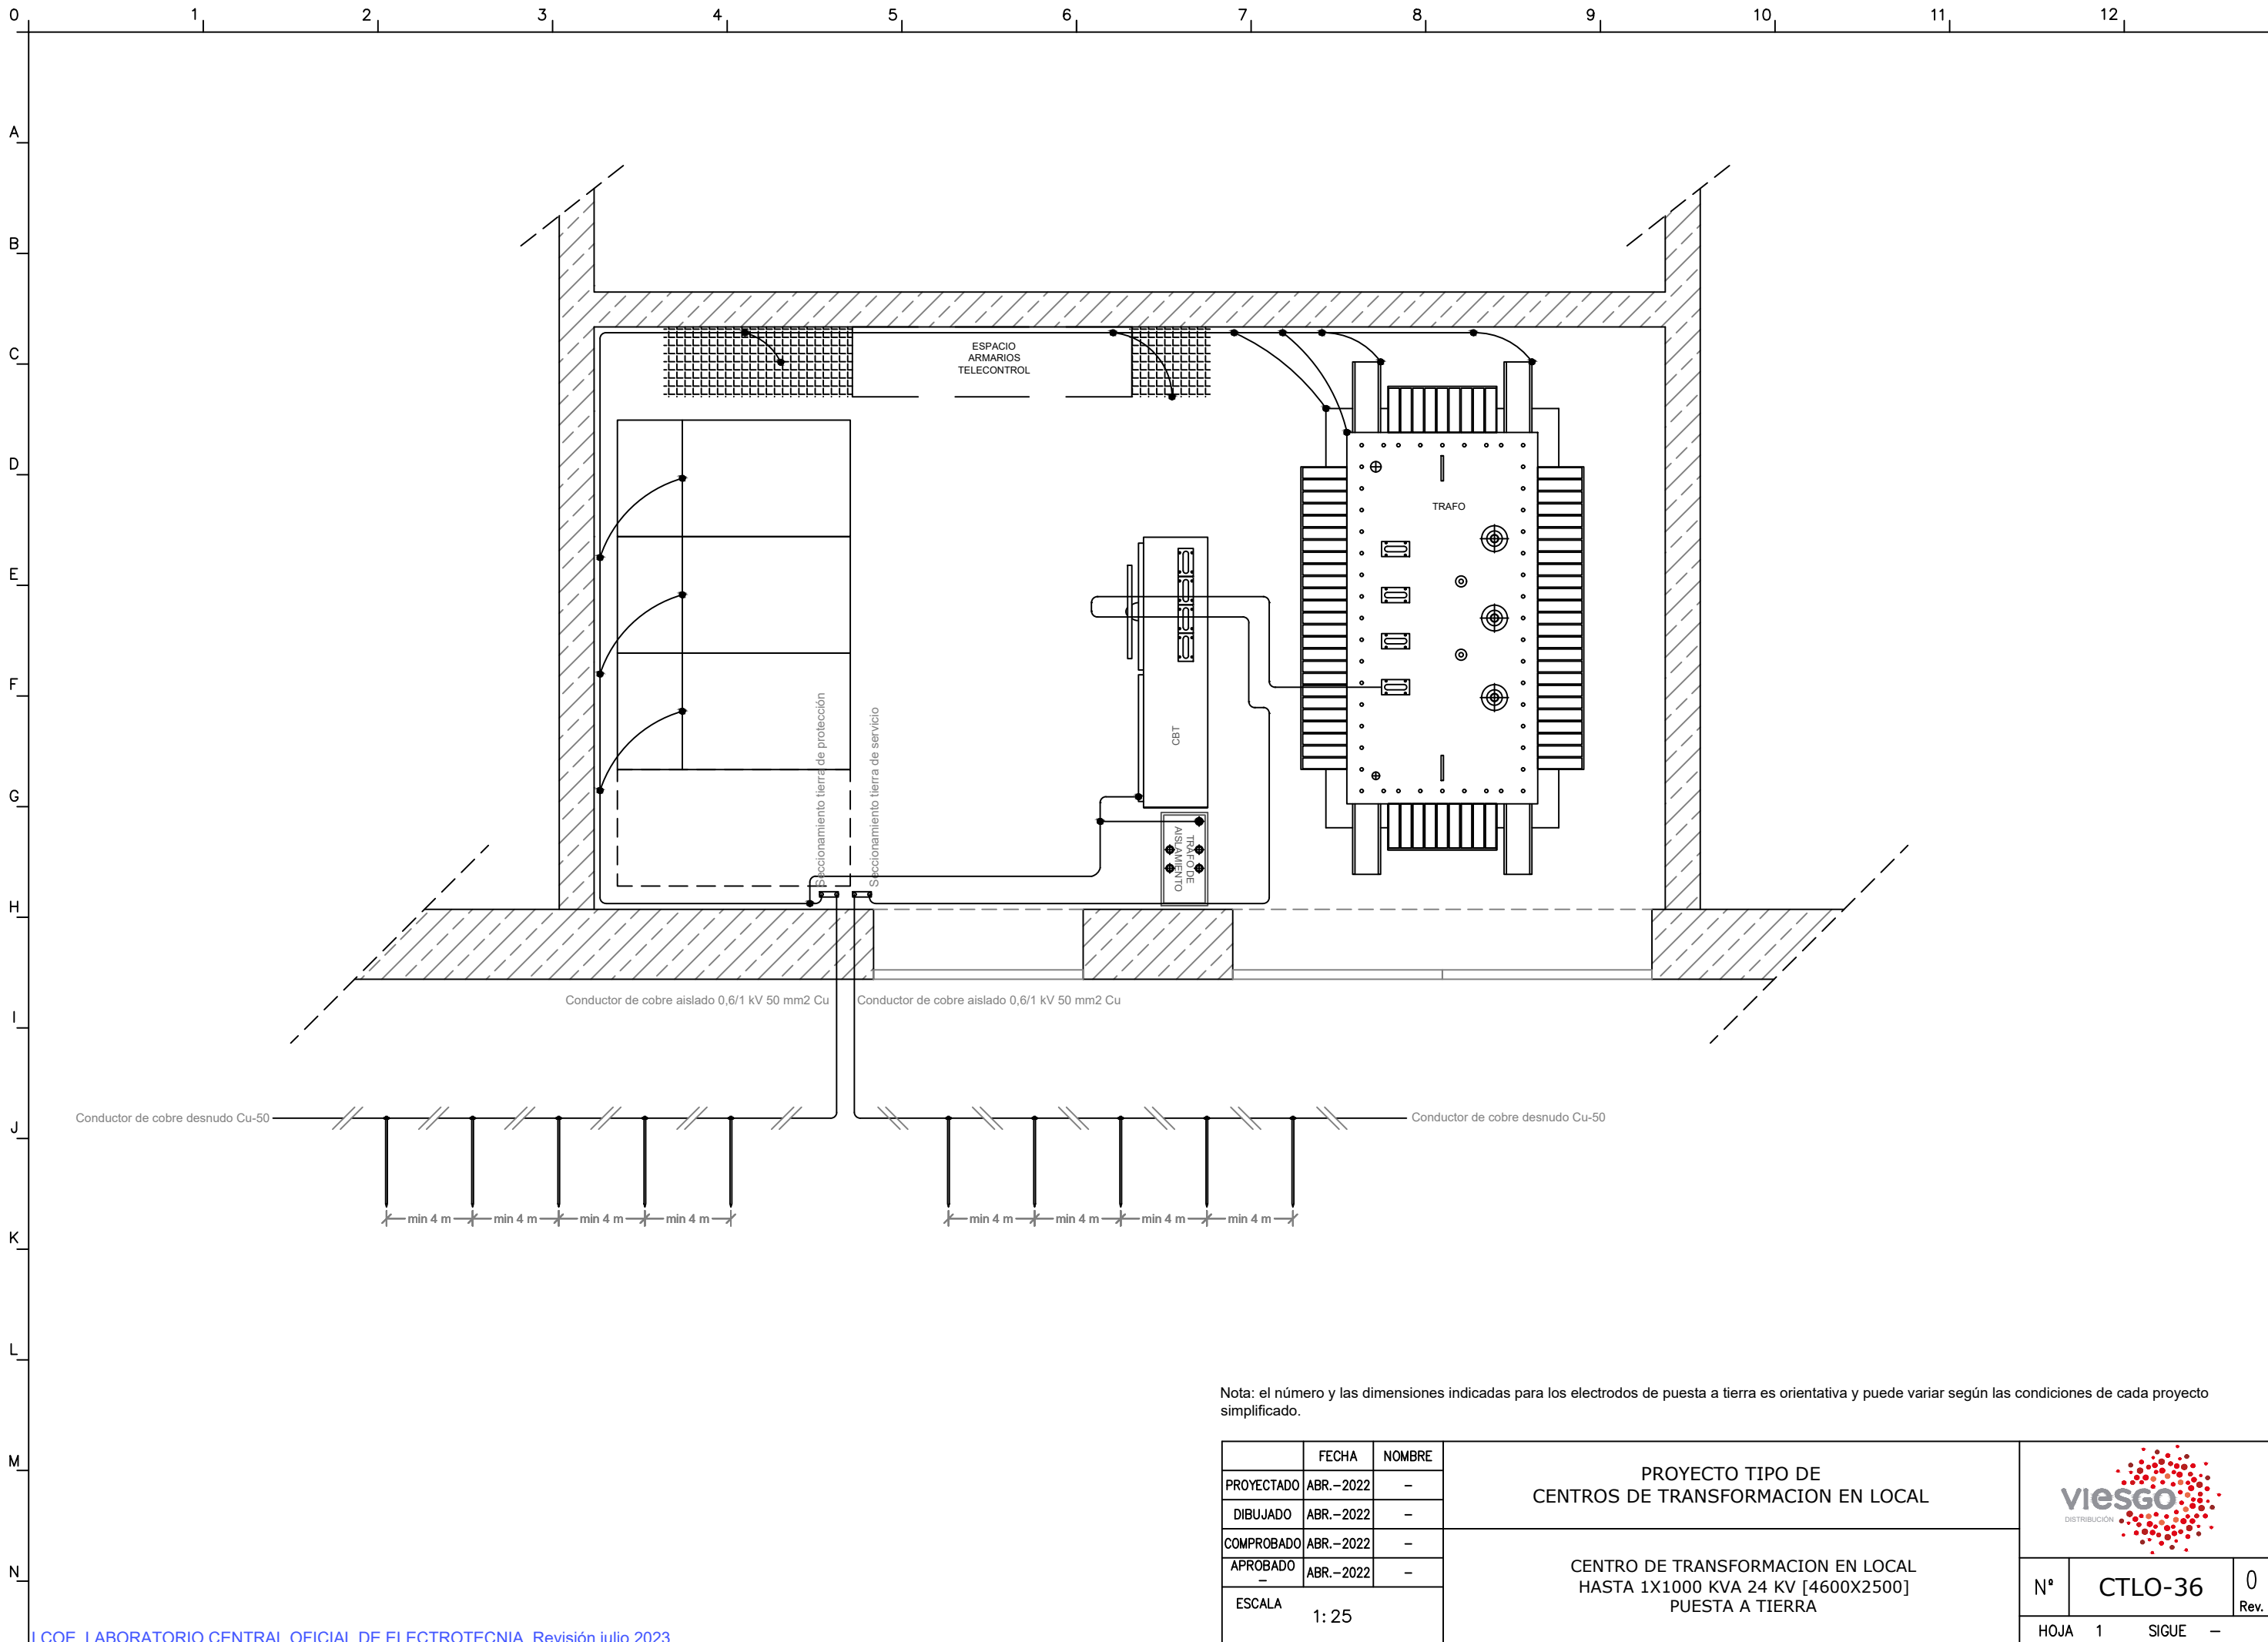 0 1 2 3 4 5 6 7 8 9 10 11 12
A
B
C
D
E
F
G
H
I
J
K
L
M
N
ESPACIO
ARMARIOS
TELECONTROL
TRAFO
CBT
Seccionamiento tierra de protección
Seccionamiento tierra de servicio
TRAFO DE
AISLAMIENTO
Conductor de cobre aislado 0,6/1 kV 50 mm2 Cu
Conductor de cobre aislado 0,6/1 kV 50 mm2 Cu
Conductor de cobre desnudo Cu-50
Conductor de cobre desnudo Cu-50
min 4 m min 4 m min 4 m min 4 m
min 4 m min 4 m min 4 m min 4 m
Nota: el número y las dimensiones indicadas para los electrodos de puesta a tierra es orientativa y puede variar según las condiciones de cada proyecto
simplificado.
FECHA NOMBRE
PROYECTADO ABR.-2022 -
DIBUJADO ABR.-2022 -
COMPROBADO ABR.-2022 -
APROBADO - ABR.-2022 -
ESCALA 1:25
PROYECTO TIPO DE
CENTROS DE TRANSFORMACION EN LOCAL
CENTRO DE TRANSFORMACION EN LOCAL
HASTA 1X1000 KVA 24 KV [4600X2500]
PUESTA A TIERRA
viesgo
DISTRIBUCIÓN
Nº CTLO-36 0
Rev.
HOJA 1 SIGUE -
LCOE. LABORATORIO CENTRAL OFICIAL DE ELECTROTECNIA. Revisión julio 2023